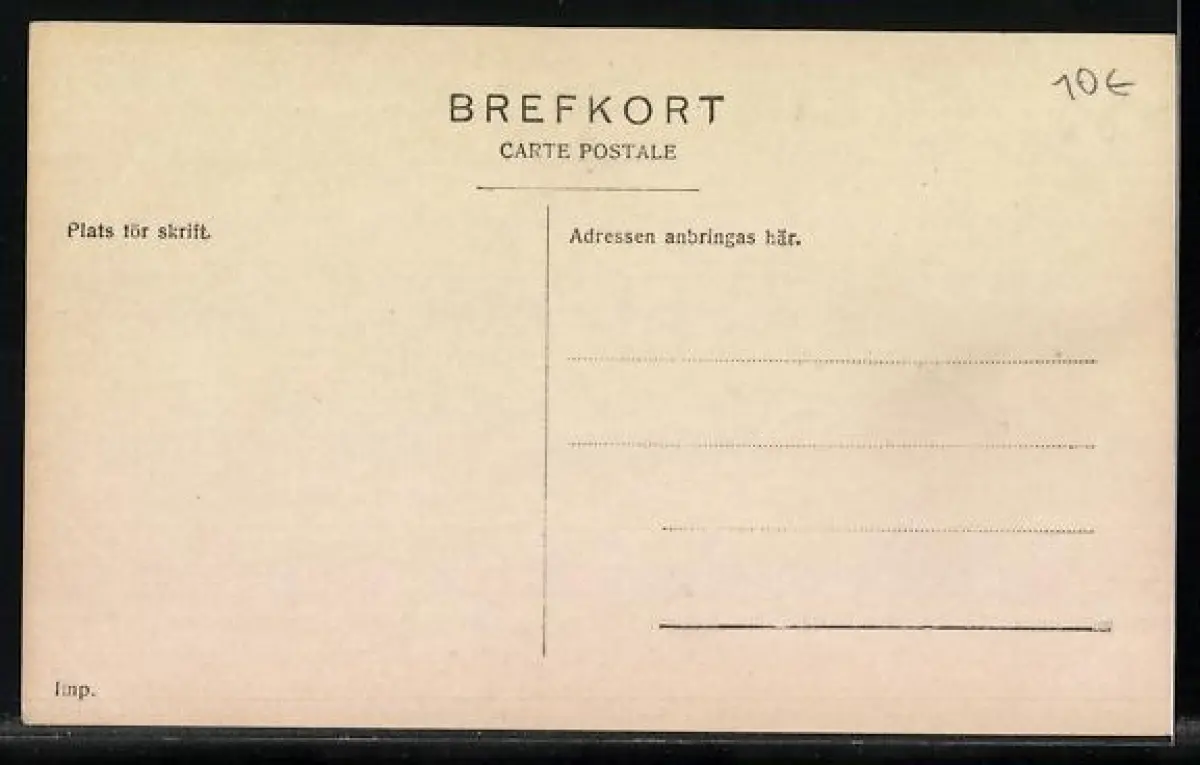 10€
BREFKORT
CARTE POSTALE
Plats för skrift.
Adressen anbringas här.
Imp.